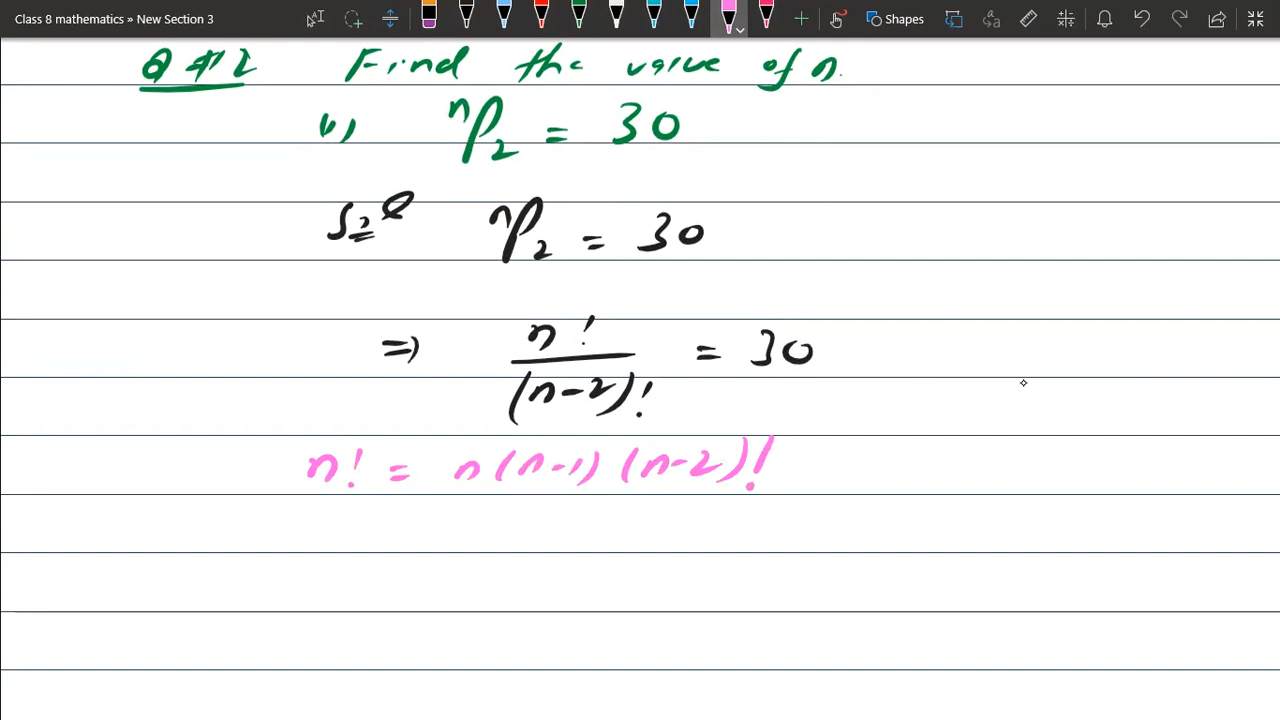 Class 8 mathematics » New Section 3
Shapes
Q # 2 Find the value of n.
ⁿP₂ = 30
Sol ⁿP₂ = 30
⇒ n! / (n-2)! = 30
n! = n(n-1)(n-2)!